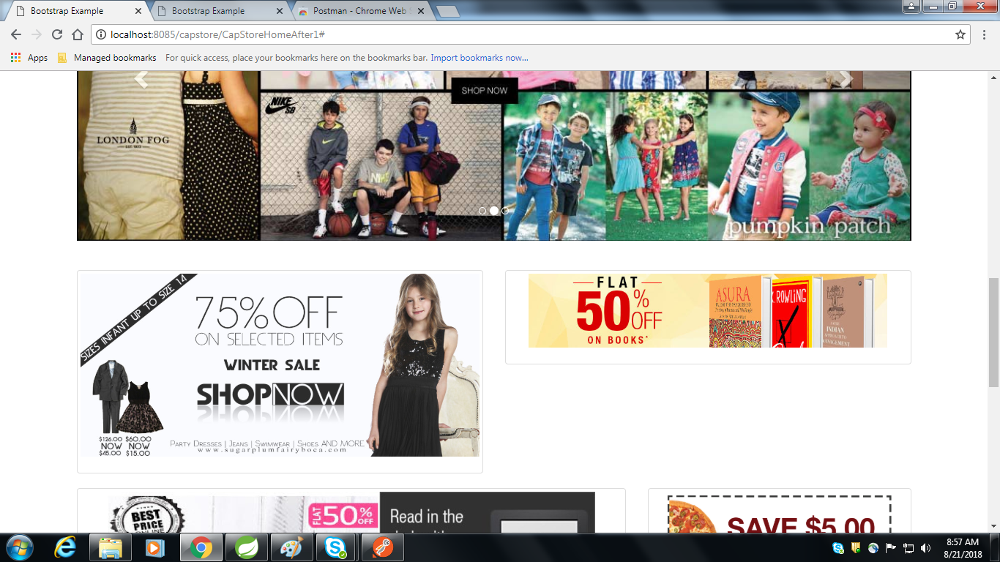 Bootstrap Example
Bootstrap Example
Postman - Chrome Web
localhost:8085/capstore/CapStoreHomeAfter1#
Apps
Managed bookmarks
For quick access, place your bookmarks here on the bookmarks bar. Import bookmarks now...
SHOP NOW
NIKE SB
LONDON FOG
EST. 1923
NIKE
BG
pumpkin patch
SIZES INFANT UP TO SIZE 14
75% OFF
ON SELECTED ITEMS
WINTER SALE
SHOPNOW
$126.00 $60.00
NOW NOW
$45.00 $15.00
PARTY DRESSES | JEANS | SWIMWEAR | SHOES AND MORE
www.sugarplumfairyboca.com
FLAT
50% OFF
ON BOOKS*
ASURA
ROWLING
INDIAN
MANAGEMENT
BEST
PRICE
FLAT 50% OFF
Read in the
SAVE $5.00
8:57 AM
8/21/2018